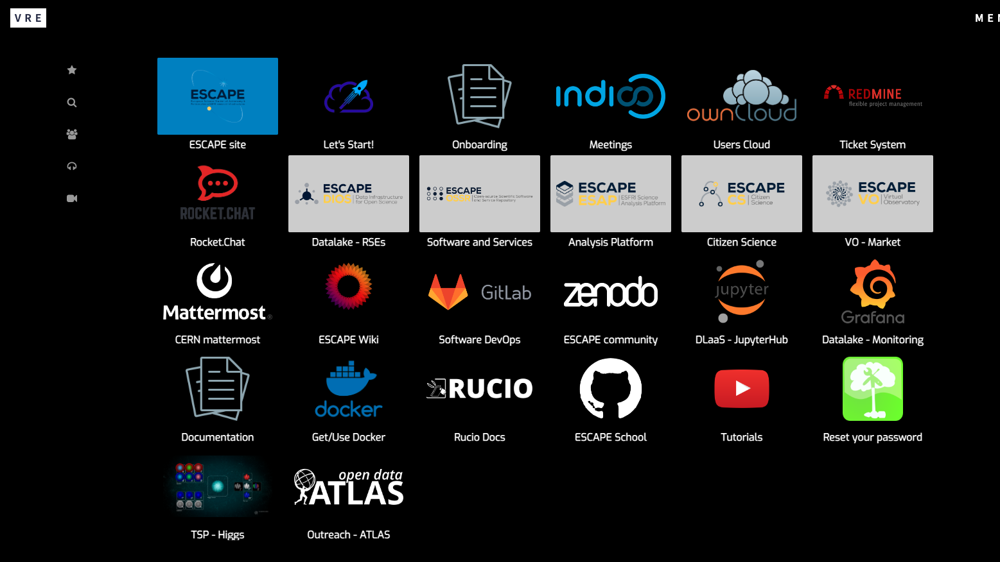 VRE
MEN
ESCAPE
ESCAPE site
Let's Start!
Onboarding
indico
Meetings
ownCloud
Users Cloud
REDMINE
flexible project management
Ticket System
ROCKET.CHAT
Rocket.Chat
ESCAPE
DIOS
Data Infrastructure
for Open Science
Datalake - RSEs
ESCAPE
OSSR
Open-source Scientific Software
and Service Repository
Software and Services
ESCAPE
ESAP
ESFRI Science
Analysis Platform
Analysis Platform
ESCAPE
CS
Citizen
Science
Citizen Science
ESCAPE
VO
Virtual
Observatory
VO - Market
Mattermost®
CERN mattermost
ESCAPE Wiki
GitLab
Software DevOps
zenodo
ESCAPE community
jupyter
DLaaS - JupyterHub
Grafana
Datalake - Monitoring
Documentation
docker
Get/Use Docker
RUCIO
Rucio Docs
ESCAPE School
Tutorials
Reset your password
TSP - Higgs
open data
ATLAS
Outreach - ATLAS